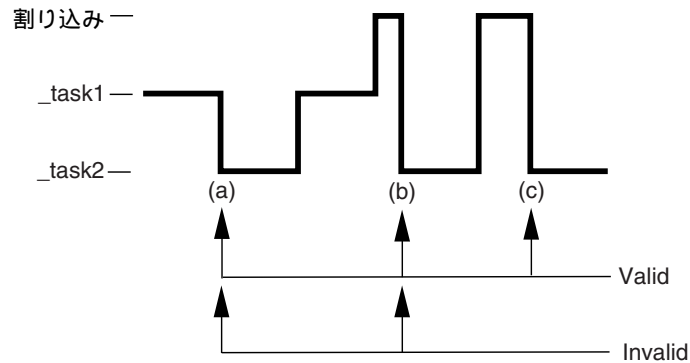 割り込み
_task1
_task2
(a)
(b)
(c)
Valid
Invalid